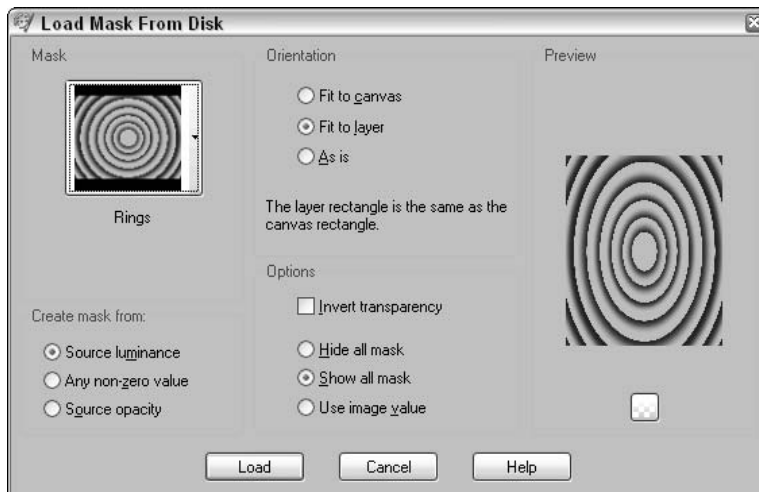 Load Mask From Disk
Mask
Rings
Create mask from:
Source luminance
Any non-zero value
Source opacity
Orientation
Fit to canvas
Fit to layer
As is
The layer rectangle is the same as the
canvas rectangle.
Options
Invert transparency
Hide all mask
Show all mask
Use image value
Preview
Load
Cancel
Help